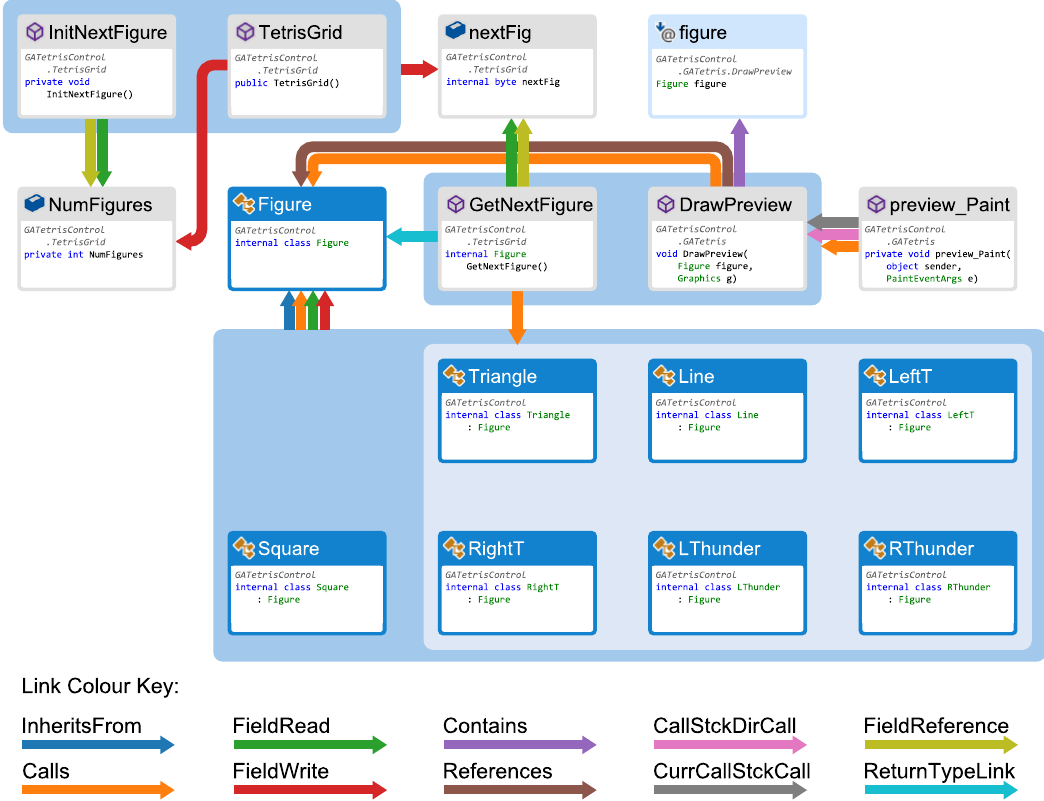 InitNextFigure
GATetrisControl
.TetrisGrid
private void
InitNextFigure()
TetrisGrid
GATetrisControl
.TetrisGrid
public TetrisGrid()
nextFig
GATetrisControl
.TetrisGrid
internal byte nextFig
figure
GATetrisControl
.GATetris.DrawPreview
Figure figure
NumFigures
GATetrisControl
.TetrisGrid
private int NumFigures
Figure
GATetrisControl
internal class Figure
GetNextFigure
GATetrisControl
.TetrisGrid
internal Figure
GetNextFigure()
DrawPreview
GATetrisControl
.GATetris
void DrawPreview(
Figure figure,
Graphics g)
preview_Paint
GATetrisControl
.GATetris
private void preview_Paint(
object sender,
PaintEventArgs e)
Triangle
GATetrisControl
internal class Triangle
: Figure
Line
GATetrisControl
internal class Line
: Figure
LeftT
GATetrisControl
internal class LeftT
: Figure
Square
GATetrisControl
internal class Square
: Figure
RightT
GATetrisControl
internal class RightT
: Figure
LThunder
GATetrisControl
internal class LThunder
: Figure
RThunder
GATetrisControl
internal class RThunder
: Figure
Link Colour Key:
InheritsFrom
FieldRead
Contains
CallStckDirCall
FieldReference
Calls
FieldWrite
References
CurrCallStckCall
ReturnTypeLink